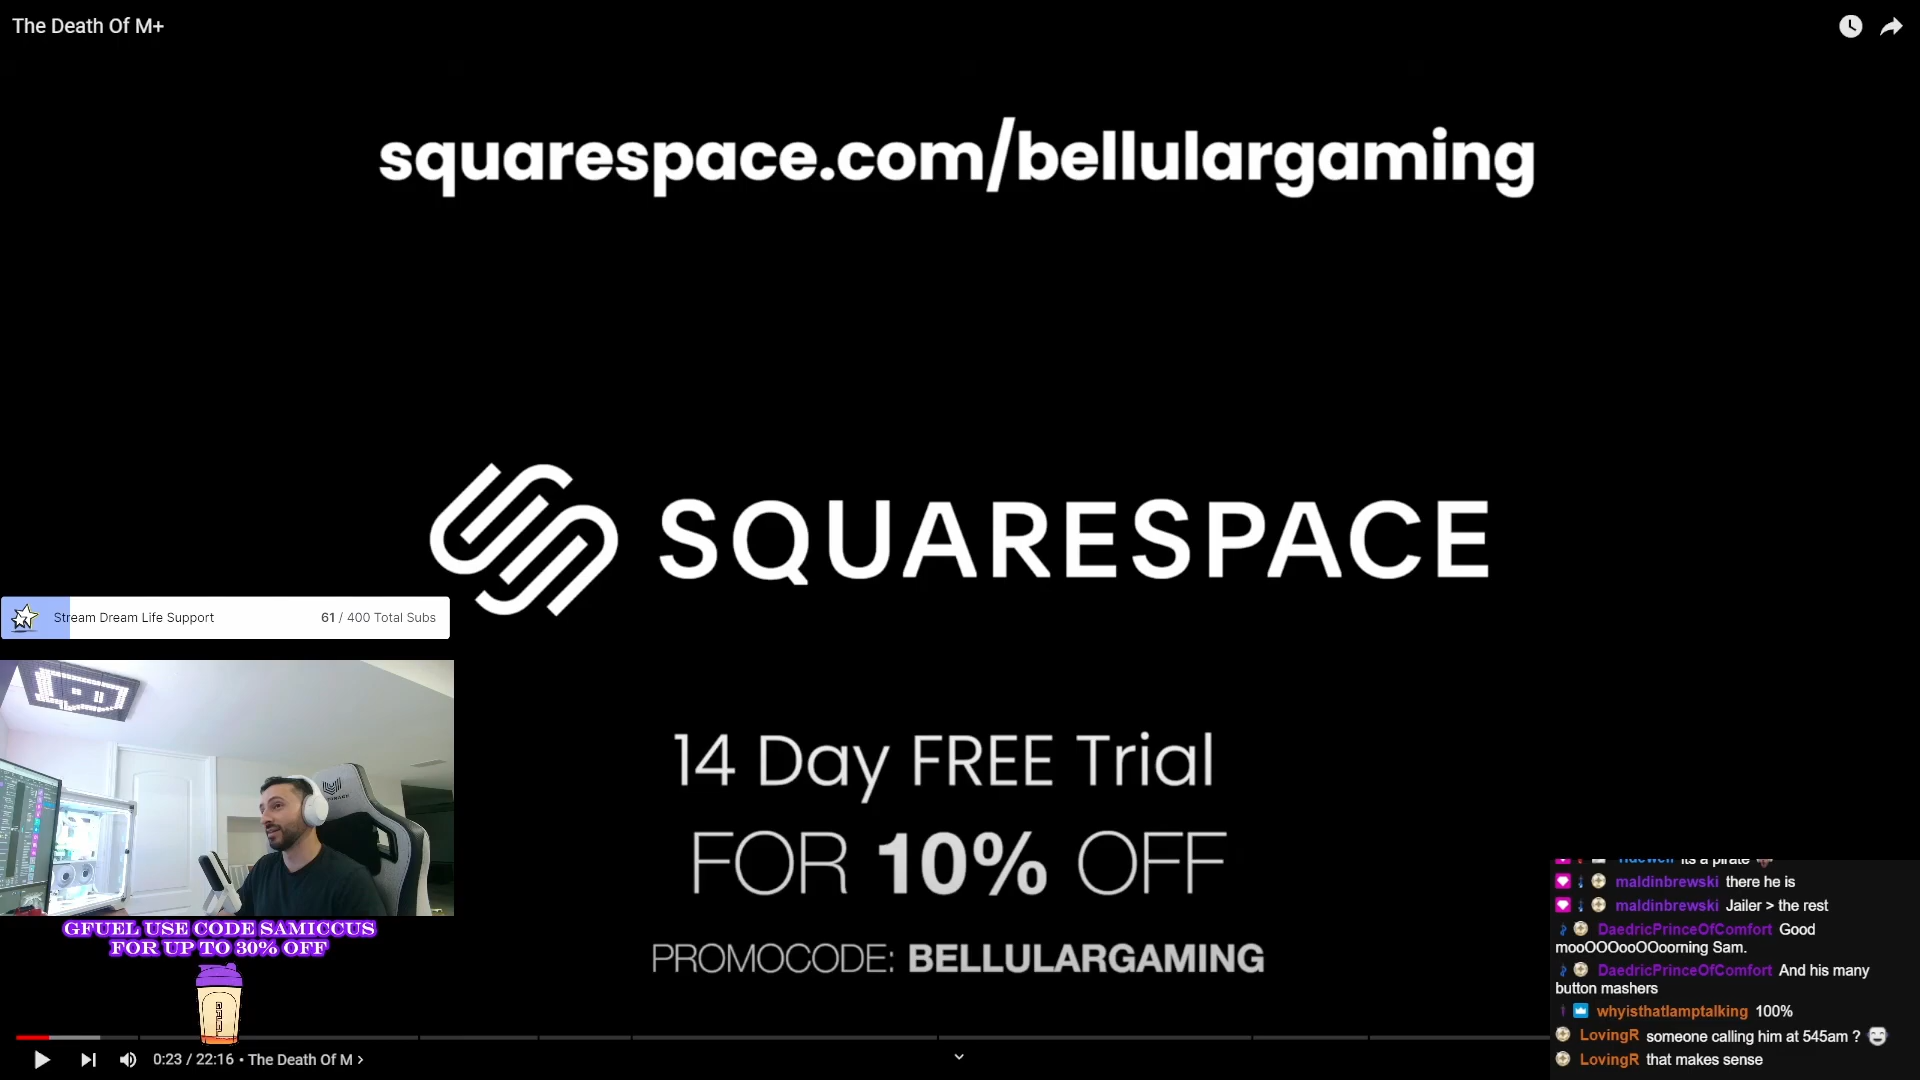 The Death Of M+
squarespace.com/bellulargaming
SQUARESPACE
Stream Dream Life Support 61 / 400 Total Subs
14 Day FREE Trial
FOR 10% OFF
PROMOCODE: BELLULARGAMING
GFUEL USE CODE SAMICCUS
FOR UP TO 30% OFF
its a pirate
maldinbrewski there he is
maldinbrewski Jailer > the rest
DaedricPrinceOfComfort Good
mooOOOooOOoorning Sam.
DaedricPrinceOfComfort And his many
button mashers
whyisthatlamptalking 100%
LovingR someone calling him at 545am ?
LovingR that makes sense
0:23 / 22:16 • The Death Of M >